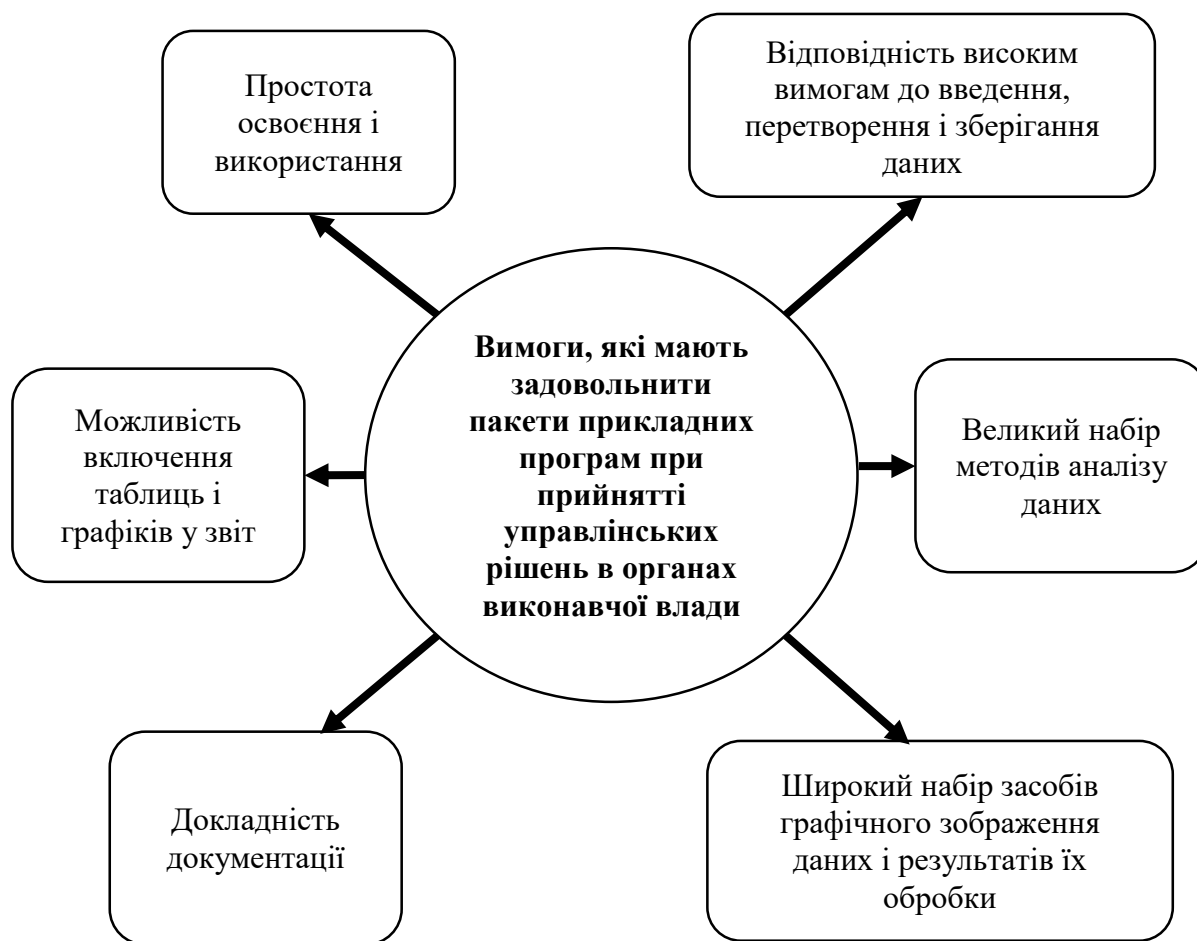 Простота
освоєння і
використання
Відповідність високим
вимогам до введення,
перетворення і зберігання
даних
Вимоги, які мають
задовольнити
пакети прикладних
програм при
прийнятті
управлінських
рішень в органах
виконавчої влади
Можливість
включення
таблиць і
графіків у звіт
Великий набір
методів аналізу
даних
Докладність
документації
Широкий набір засобів
графічного зображення
даних і результатів їх
обробки